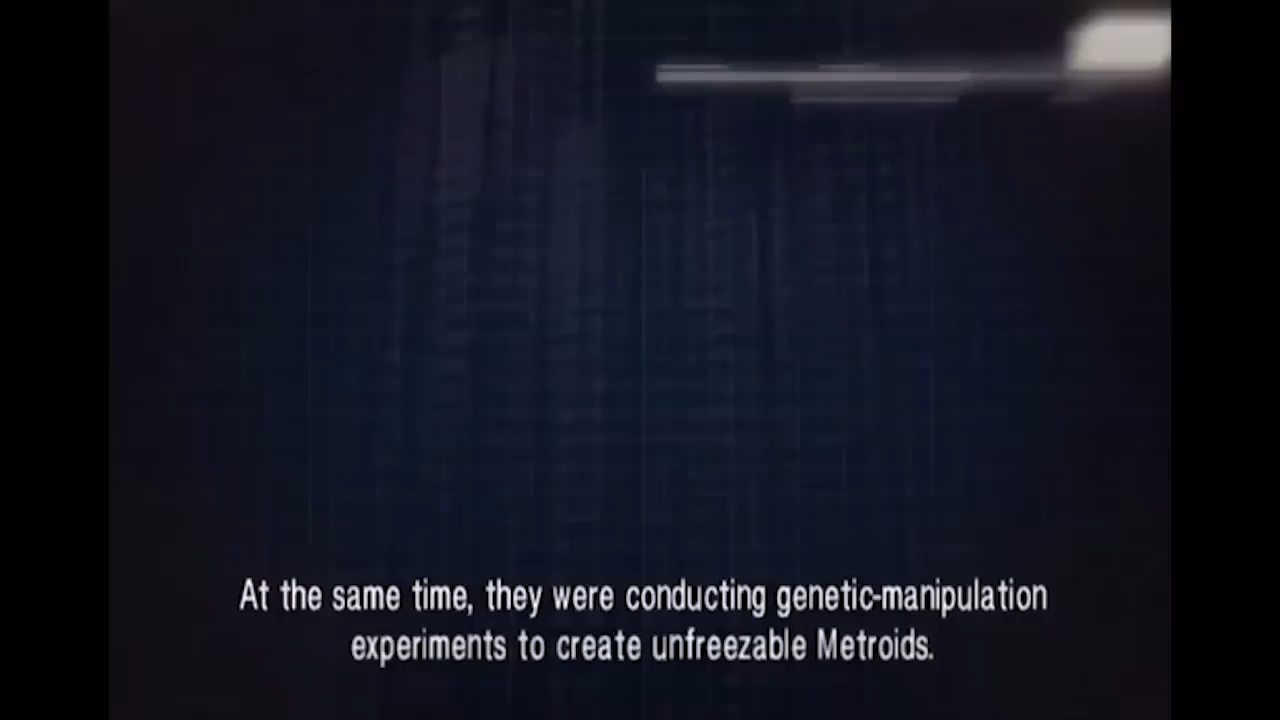 At the same time, they were conducting genetic-manipulation
experiments to create unfreezable Metroids.